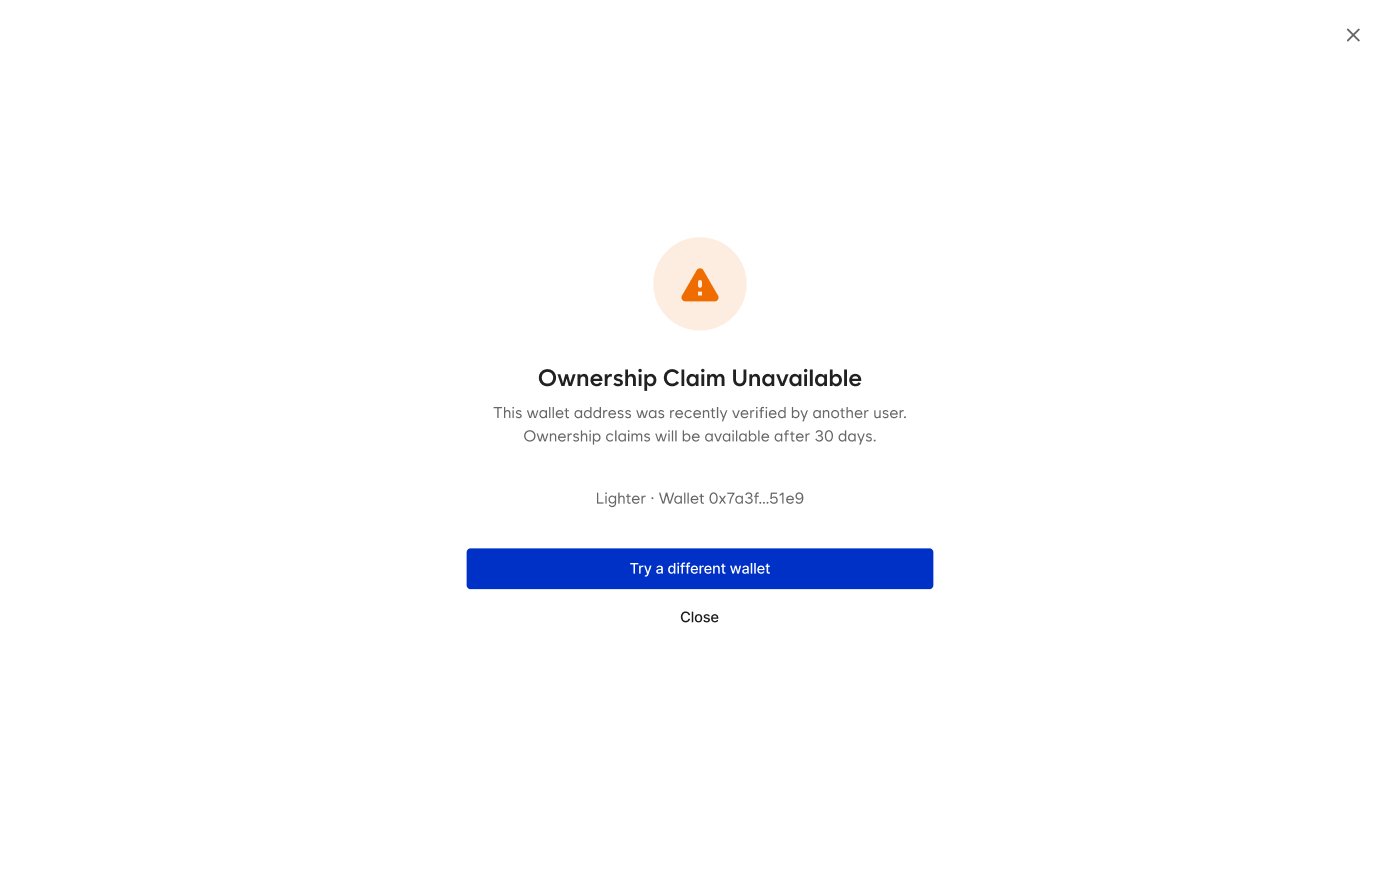 Ownership Claim Unavailable
This wallet address was recently verified by another user.
Ownership claims will be available after 30 days.
Lighter · Wallet 0x7a3f...51e9
Try a different wallet
Close